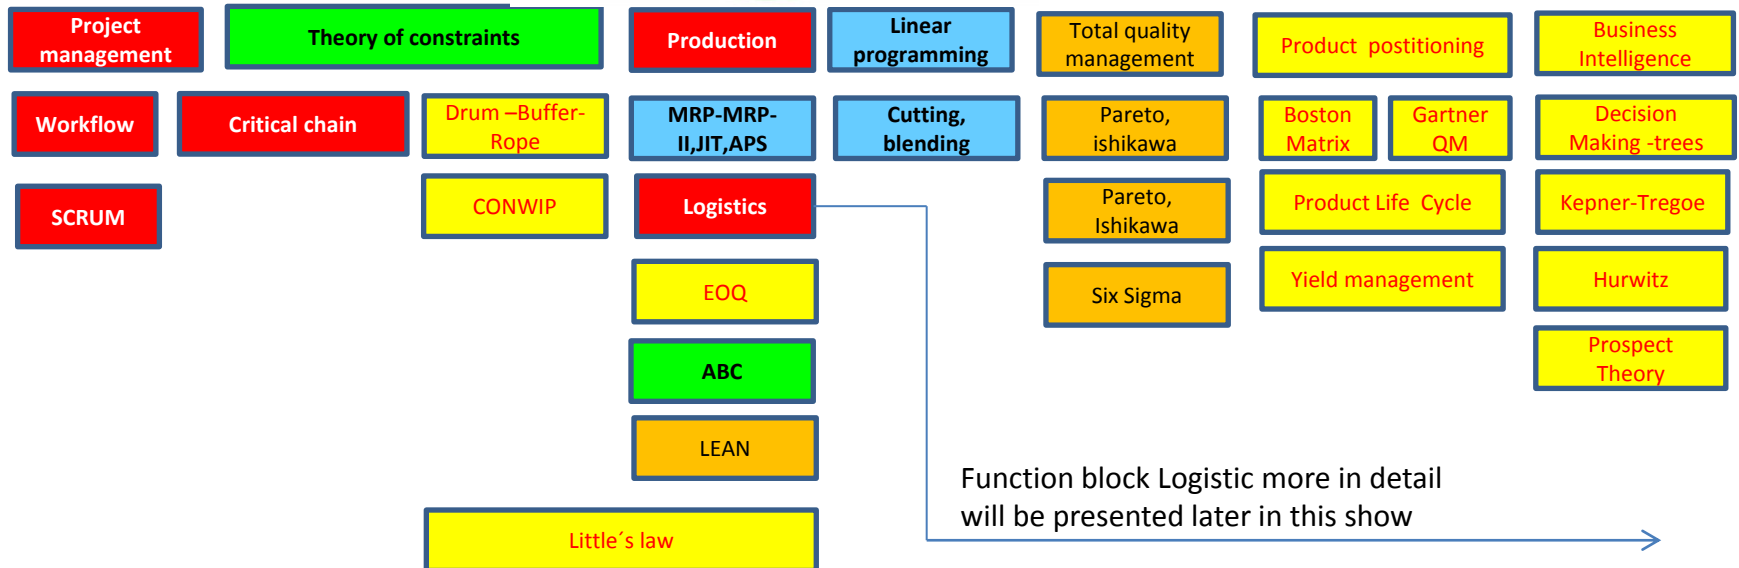 Project
management
Theory of constraints
Production
Linear
programming
Total quality
management
Product postitioning
Business
Intelligence
Workflow
Critical chain
Drum –Buffer-
Rope
MRP-MRP-
II,JIT,APS
Cutting,
blending
Pareto,
ishikawa
Boston
Matrix
Gartner
QM
Decision
Making -trees
SCRUM
CONWIP
Logistics
Pareto,
Ishikawa
Product Life Cycle
Kepner-Tregoe
EOQ
Six Sigma
Yield management
Hurwitz
ABC
Prospect
Theory
LEAN
Function block Logistic more in detail
will be presented later in this show
Little´s law